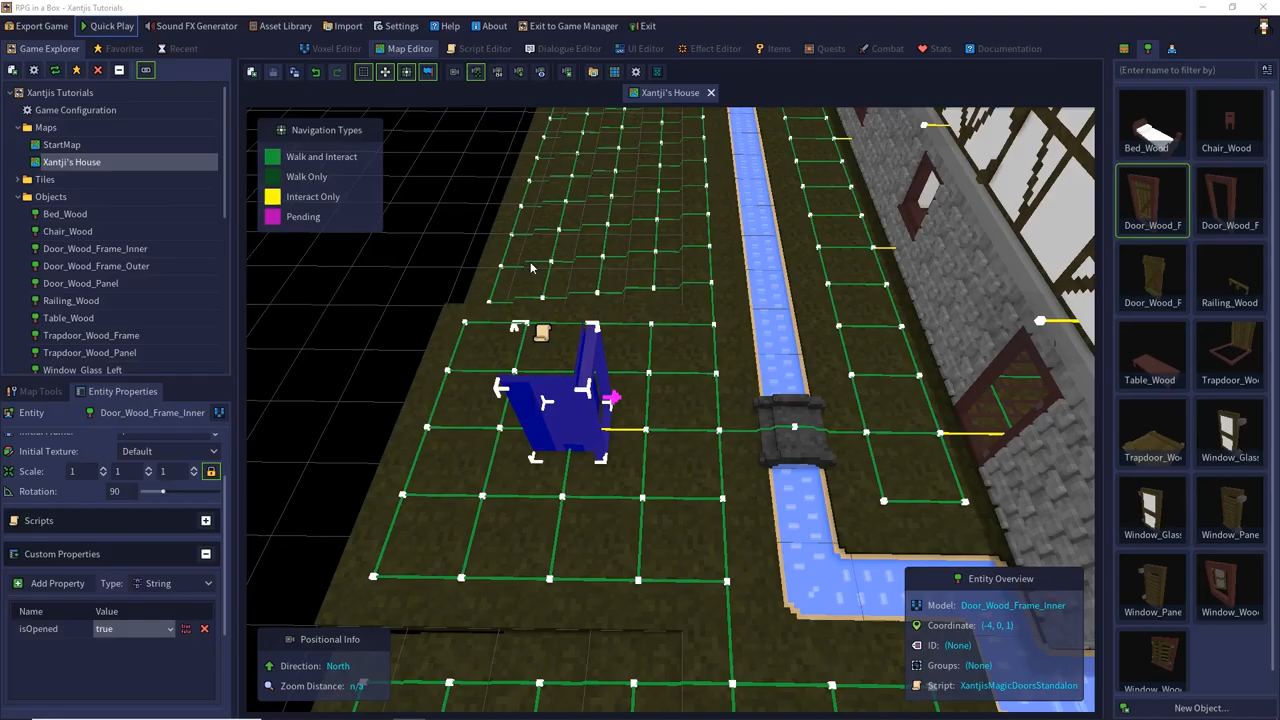 RPG in a Box - Xantjis Tutorials
Export Game Quick Play Sound FX Generator Asset Library Import Settings Help About Exit to Game Manager Exit
Game Explorer Favorites Recent Voxel Editor Map Editor Script Editor Dialogue Editor UI Editor Effect Editor Items Quests Combat Stats Documentation
(Enter name to filter by)
Xantji's House
Xantjis Tutorials
Game Configuration
Maps
StartMap
Xantji's House
Tiles
Objects
Bed_Wood
Chair_Wood
Door_Wood_Frame_Inner
Door_Wood_Frame_Outer
Door_Wood_Panel
Railing_Wood
Table_Wood
Trapdoor_Wood_Frame
Trapdoor_Wood_Panel
Window_Glass_Left
Map Tools Entity Properties
Entity Door_Wood_Frame_Inner
Initial Texture: Default
Scale: 1 1 1
Rotation: 90
Scripts
Custom Properties
Add Property Type: String
Name Value
isOpened true
Navigation Types
Walk and Interact
Walk Only
Interact Only
Pending
Positional Info
Direction: North
Zoom Distance: n/a
Entity Overview
Model: Door_Wood_Frame_Inner
Coordinate: (-4, 0, 1)
ID: (None)
Groups: (None)
Script: XantjisMagicDoorsStandalon
Bed_Wood Chair_Wood
Door_Wood_F Door_Wood_F
Door_Wood_F Railing_Wood
Table_Wood Trapdoor_Wo
Trapdoor_Wo Window_Glas
Window_Glas Window_Pane
Window_Pane Window_Woo
Window_Woo
New Object...